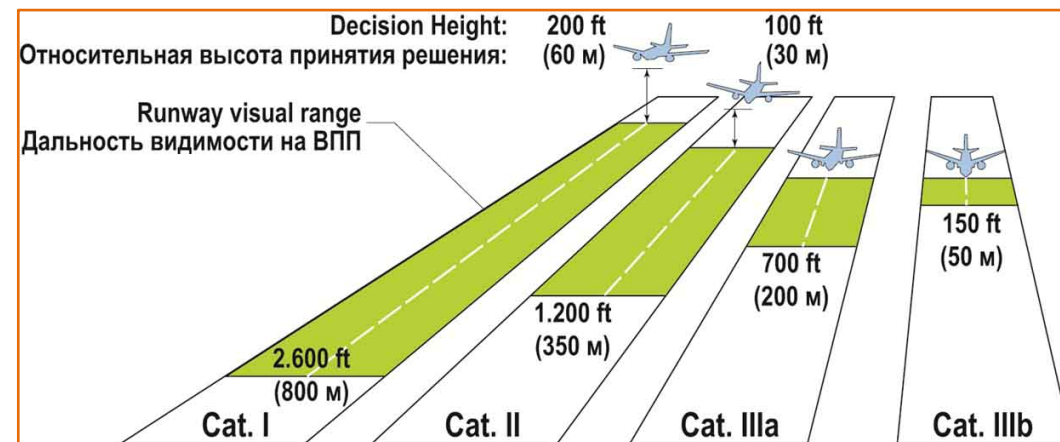 Decision Height: 200 ft 100 ft
Относительная высота принятия решения: (60 м) (30 м)
Runway visual range
Дальность видимости на ВПП
150 ft
(50 м)
700 ft
(200 м)
1.200 ft
(350 м)
2.600 ft
(800 м)
Cat. I Cat. II Cat. IIIa Cat. IIIb